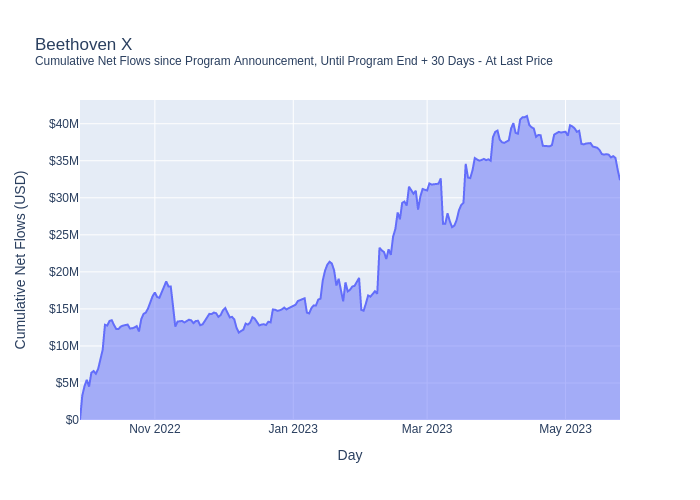 Beethoven X
Cumulative Net Flows since Program Announcement, Until Program End + 30 Days - At Last Price
Cumulative Net Flows (USD)
$40M
$35M
$30M
$25M
$20M
$15M
$10M
$5M
$0
Nov 2022
Jan 2023
Mar 2023
May 2023
Day